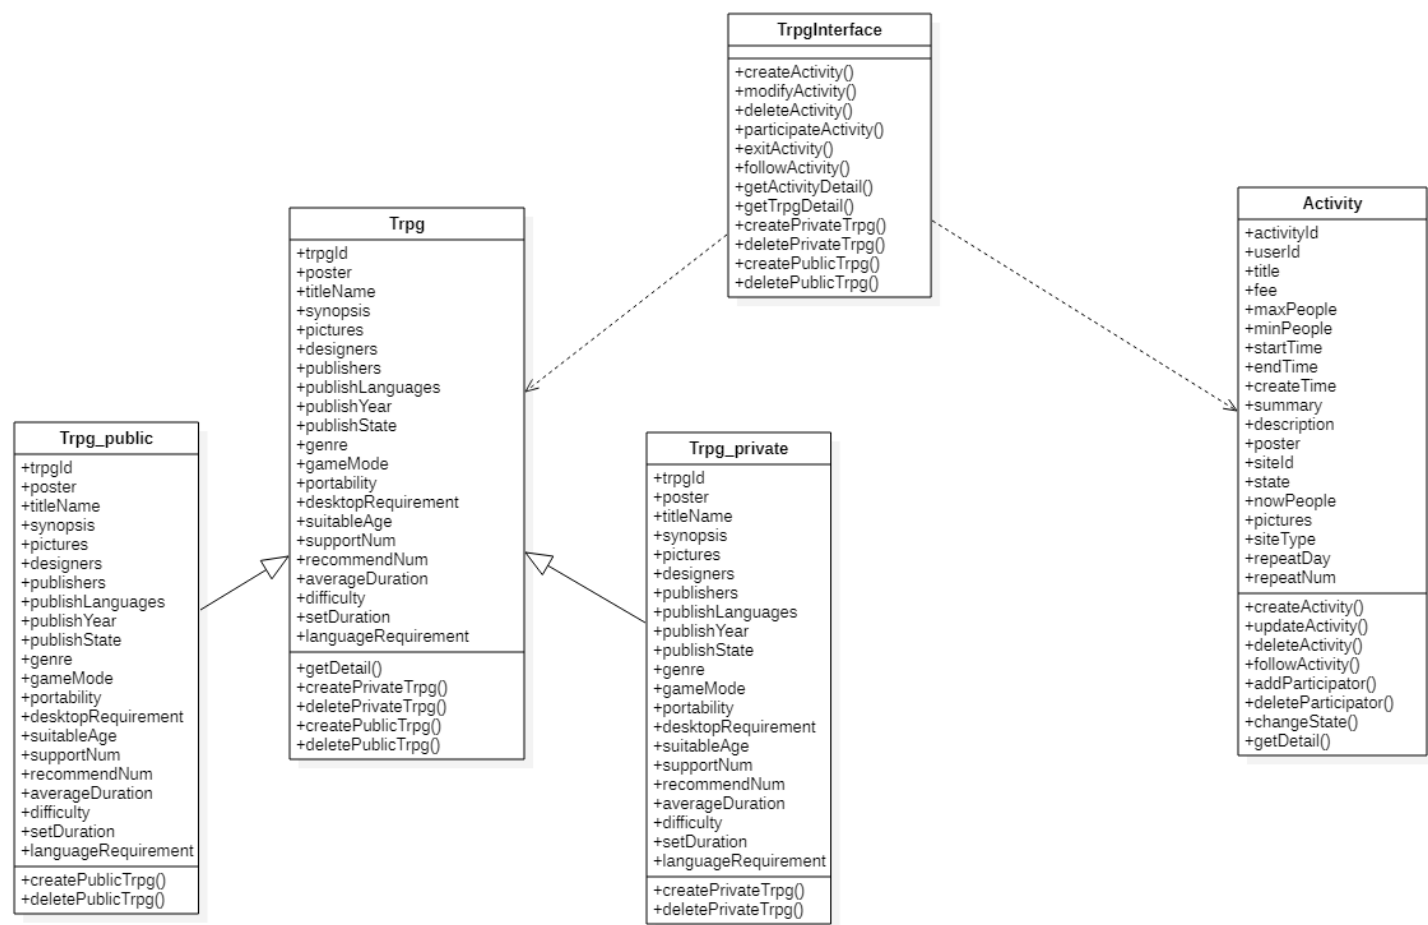 TrpgInterface
+createActivity()
+modifyActivity()
+deleteActivity()
+participateActivity()
+exitActivity()
+followActivity()
+getActivityDetail()
+getTrpgDetail()
+createPrivateTrpg()
+deletePrivateTrpg()
+createPublicTrpg()
+deletePublicTrpg()
Trpg
+trpgId
+poster
+titleName
+synopsis
+pictures
+designers
+publishers
+publishLanguages
+publishYear
+publishState
+genre
+gameMode
+portability
+desktopRequirement
+suitableAge
+supportNum
+recommendNum
+averageDuration
+difficulty
+setDuration
+languageRequirement
+getDetail()
+createPrivateTrpg()
+deletePrivateTrpg()
+createPublicTrpg()
+deletePublicTrpg()
Activity
+activityId
+userId
+title
+fee
+maxPeople
+minPeople
+startTime
+endTime
+createTime
+summary
+description
+poster
+siteId
+state
+nowPeople
+pictures
+siteType
+repeatDay
+repeatNum
+createActivity()
+updateActivity()
+deleteActivity()
+followActivity()
+addParticipator()
+deleteParticipator()
+changeState()
+getDetail()
Trpg_public
+trpgId
+poster
+titleName
+synopsis
+pictures
+designers
+publishers
+publishLanguages
+publishYear
+publishState
+genre
+gameMode
+portability
+desktopRequirement
+suitableAge
+supportNum
+recommendNum
+averageDuration
+difficulty
+setDuration
+languageRequirement
+createPublicTrpg()
+deletePublicTrpg()
Trpg_private
+trpgId
+poster
+titleName
+synopsis
+pictures
+designers
+publishers
+publishLanguages
+publishYear
+publishState
+genre
+gameMode
+portability
+desktopRequirement
+suitableAge
+supportNum
+recommendNum
+averageDuration
+difficulty
+setDuration
+languageRequirement
+createPrivateTrpg()
+deletePrivateTrpg()